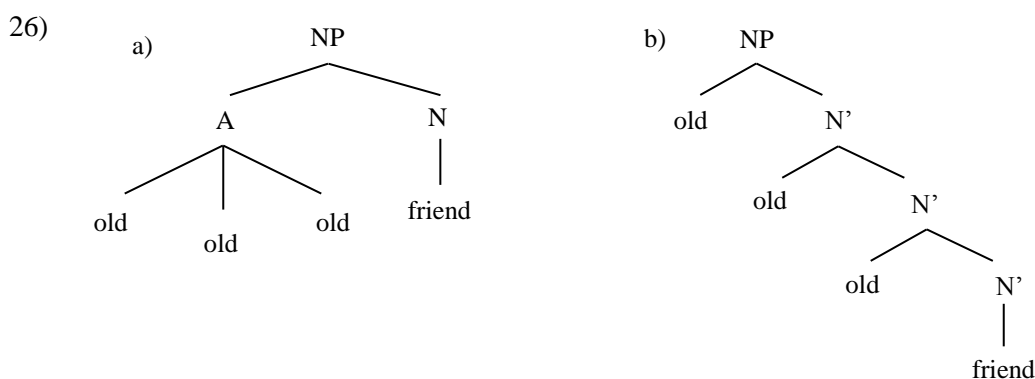 26)
a) NP
A N
old old old friend
b) NP
old N’
old N’
old N’
friend